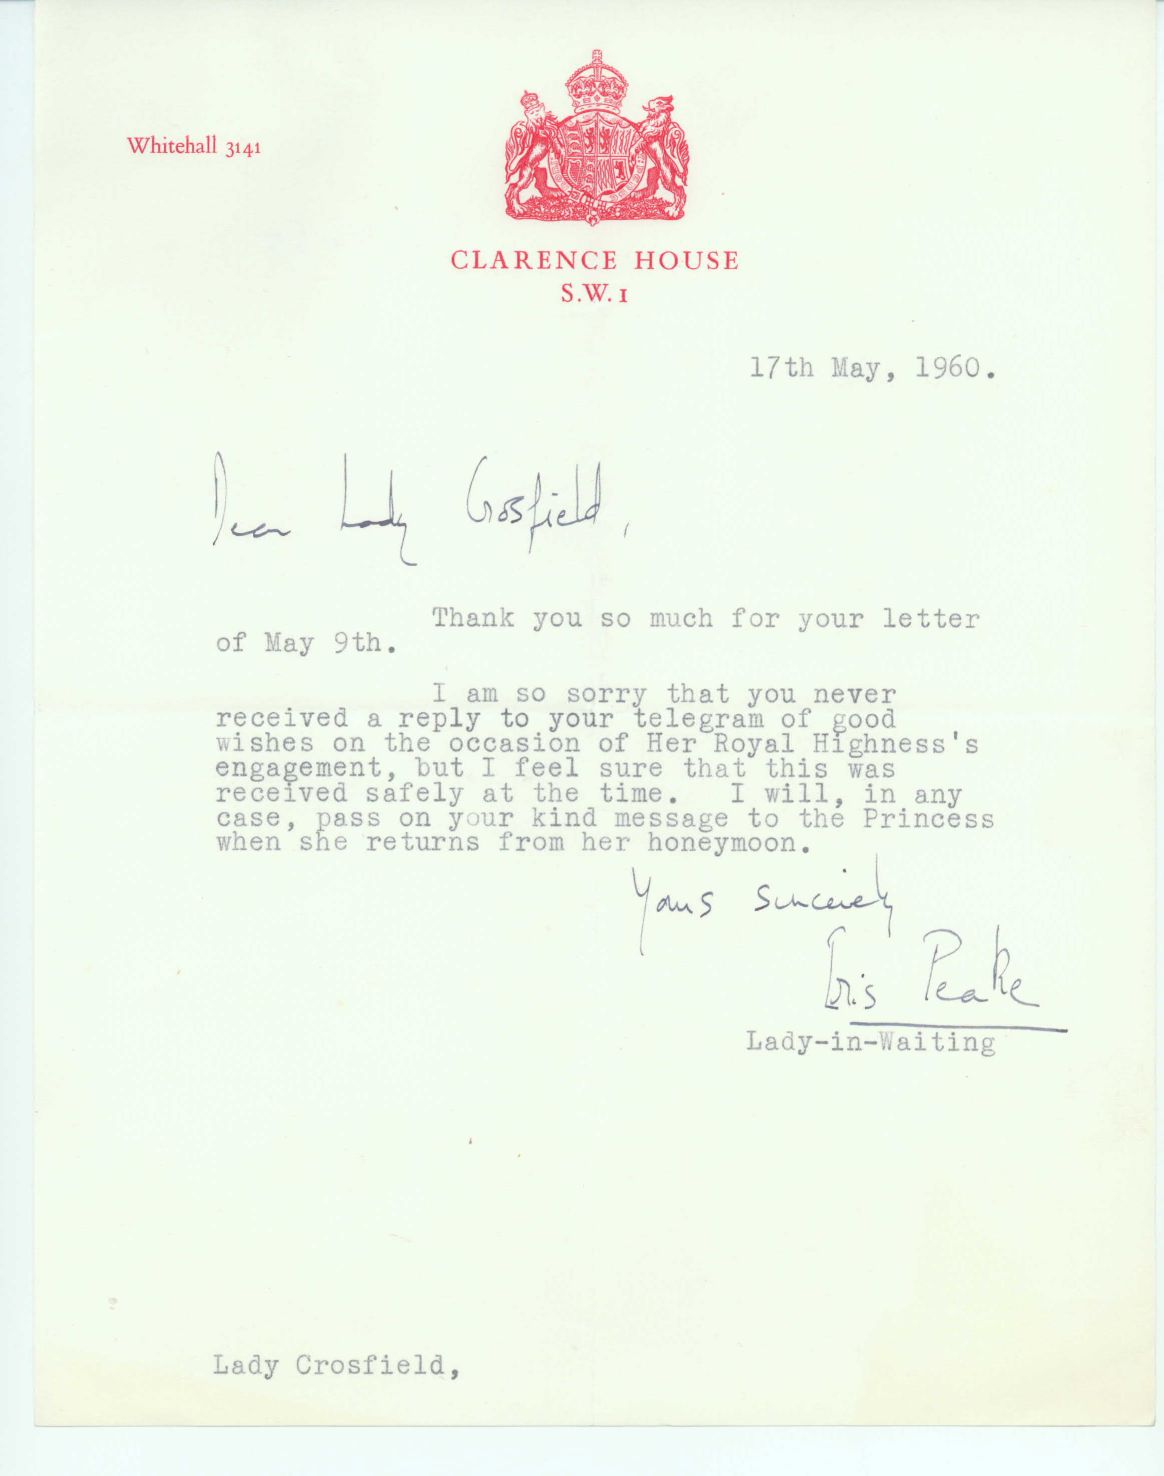 Whitehall 3141
CLARENCE HOUSE
S.W. 1
17th May, 1960.
Dear Lady Crosfield,
Thank you so much for your letter
of May 9th.
I am so sorry that you never
received a reply to your telegram of good
wishes on the occasion of Her Royal Highness's
engagement, but I feel sure that this was
received safely at the time. I will, in any
case, pass on your kind message to the Princess
when she returns from her honeymoon.
Yours sincerely
Iris Peake
Lady-in-Waiting
Lady Crosfield,